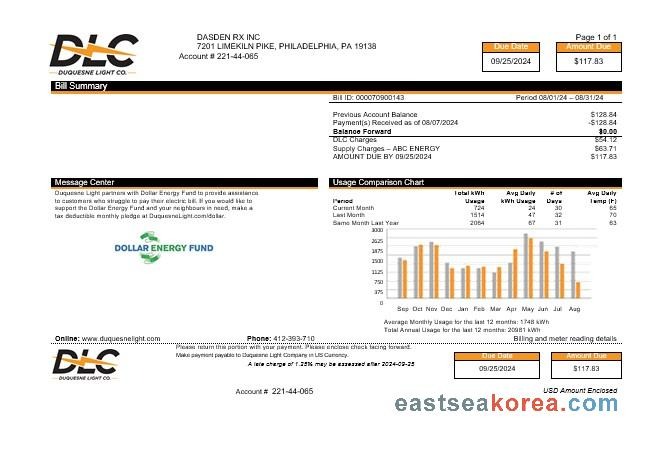 DLC
DUQUESNE LIGHT CO.
DASDEN RX INC
7201 LIMEKILN PIKE, PHILADELPHIA, PA 19138
Account # 221-44-065
Page 1 of 1
Due Date Amount Due
09/25/2024 $117.83
Bill Summary
Bill ID: 000070900143 Period 08/01/24 – 08/31/24
Previous Account Balance $128.84
Payment(s) Received as of 08/07/2024 -$128.84
Balance Forward $0.00
DLC Charges $54.12
Supply Charges – ABC ENERGY $63.71
AMOUNT DUE BY 09/25/2024 $117.83
Message Center
Duquesne Light partners with Dollar Energy Fund to provide assistance
to customers who struggle to pay their electric bill. If you would like to
support the Dollar Energy Fund and your neighbours in need, make a
tax deductible monthly pledge at DuquesneLight.com/dollar.
DOLLAR ENERGY FUND
Usage Comparison Chart
Total kWh Avg Daily # of Avg Daily
Period Usage kWh Usage Days Temp (F)
Current Month 724 24 30 65
Last Month 1514 47 32 70
Same Month Last Year 2084 67 31 63
3000
2625
2250
1875
1500
1125
750
375
0
Sep Oct Nov Dec Jan Feb Mar Apr May Jun Jul Aug
Average Monthly Usage for the last 12 months: 1748 kWh
Total Annual Usage for the last 12 months: 20981 kWh
Online: www.duquesnelight.com Phone: 412-393-710 Billing and meter reading details
DLC
DUQUESNE LIGHT CO.
Please return this portion with your payment. Please enclose check facing forward.
Make payment payable to Duquesne Light Company in US Currency.
A late charge of 1.25% may be assessed after 2024-09-25
Due Date Amount Due
09/25/2024 $117.83
Account # 221-44-065
USD Amount Enclosed
eastseakorea.com